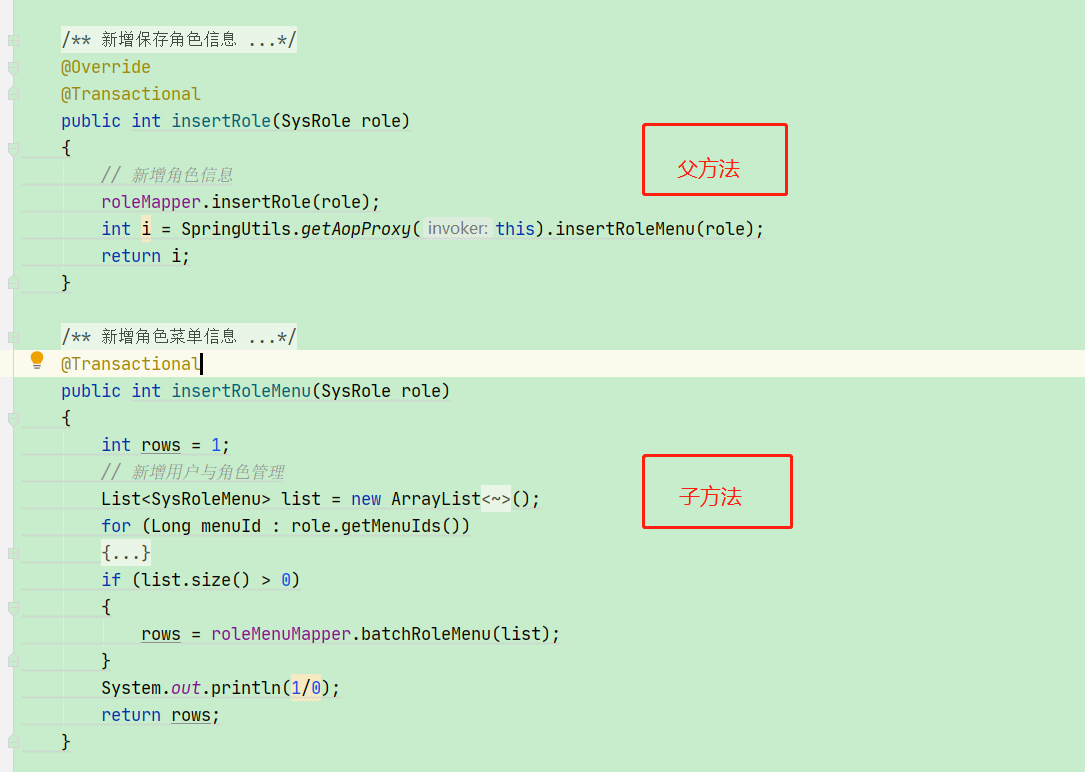 /** 新增保存角色信息 ...*/
@Override
@Transactional
public int insertRole(SysRole role)
{
// 新增角色信息
父方法
roleMapper.insertRole(role);
int i = SpringUtils.getAopProxy( invoker: this).insertRoleMenu(role);
return i;
}
/** 新增角色菜单信息 ...*/
@Transactional
public int insertRoleMenu(SysRole role)
{
int rows = 1;
// 新增用户与角色管理
子方法
List<SysRoleMenu> list = new ArrayList<~>();
for (Long menuId : role.getMenuIds())
{...}
if (list.size() > 0)
{
rows = roleMenuMapper.batchRoleMenu(list);
}
System.out.println(1/0);
return rows;
}